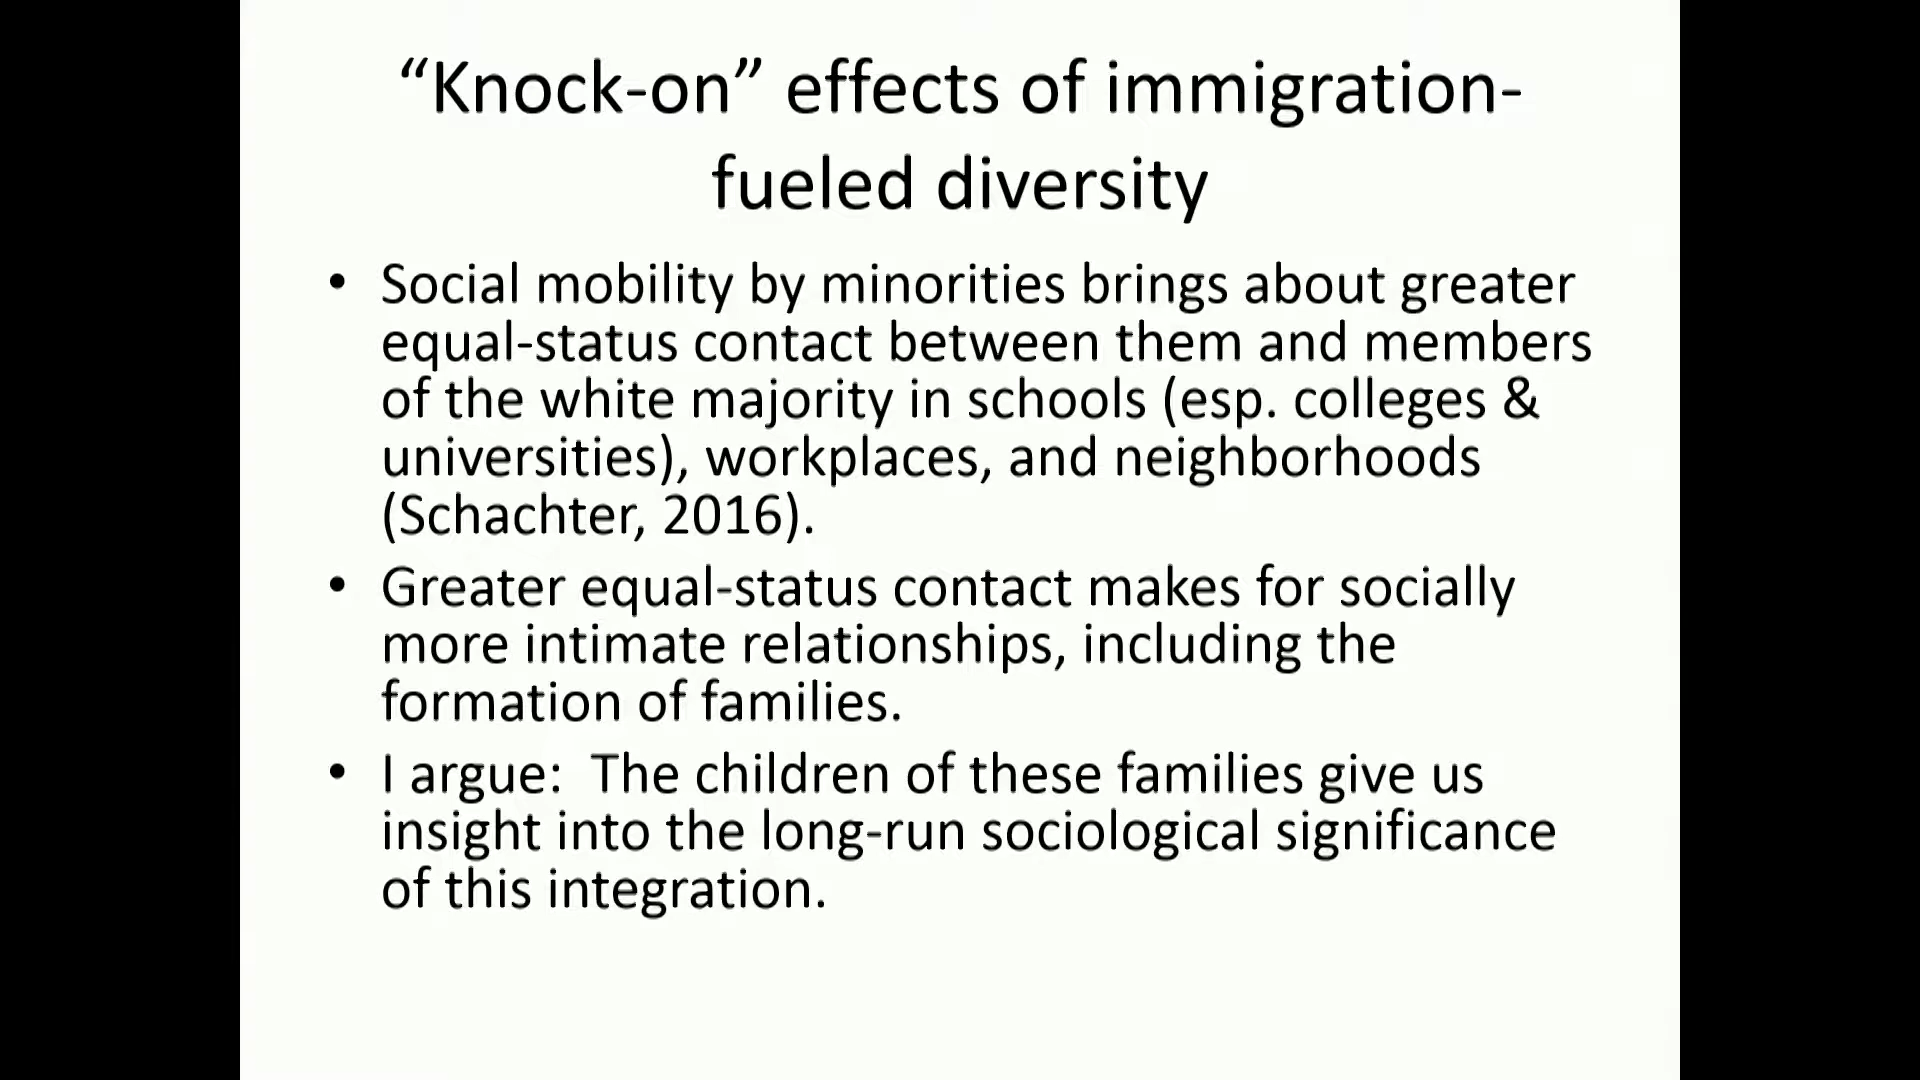 “Knock-on” effects of immigration-
fueled diversity
• Social mobility by minorities brings about greater
equal-status contact between them and members
of the white majority in schools (esp. colleges &
universities), workplaces, and neighborhoods
(Schachter, 2016).
• Greater equal-status contact makes for socially
more intimate relationships, including the
formation of families.
• I argue:  The children of these families give us
insight into the long-run sociological significance
of this integration.